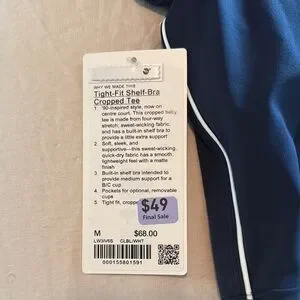 WHY WE MADE THIS
Tight-Fit Shelf-Bra
Cropped Tee
1. '90-inspired style, now on
centre court. This cropped baby
tee is made from four-way
stretch, sweat-wicking fabric,
and has a built-in shelf bra to
provide a little extra support
2. Soft, sleek, and
supportive—this sweat-wicking,
quick-dry fabric has a smooth,
lightweight feel with a matte
finish
3. Built-in shelf bra intended to
provide medium support for a
B/C cup
4. Pockets for optional, removable
cups
5. Tight fit, cropped
$49
Final Sale
M $68.00
LW3IV6S CLBL/WHT
000155801591